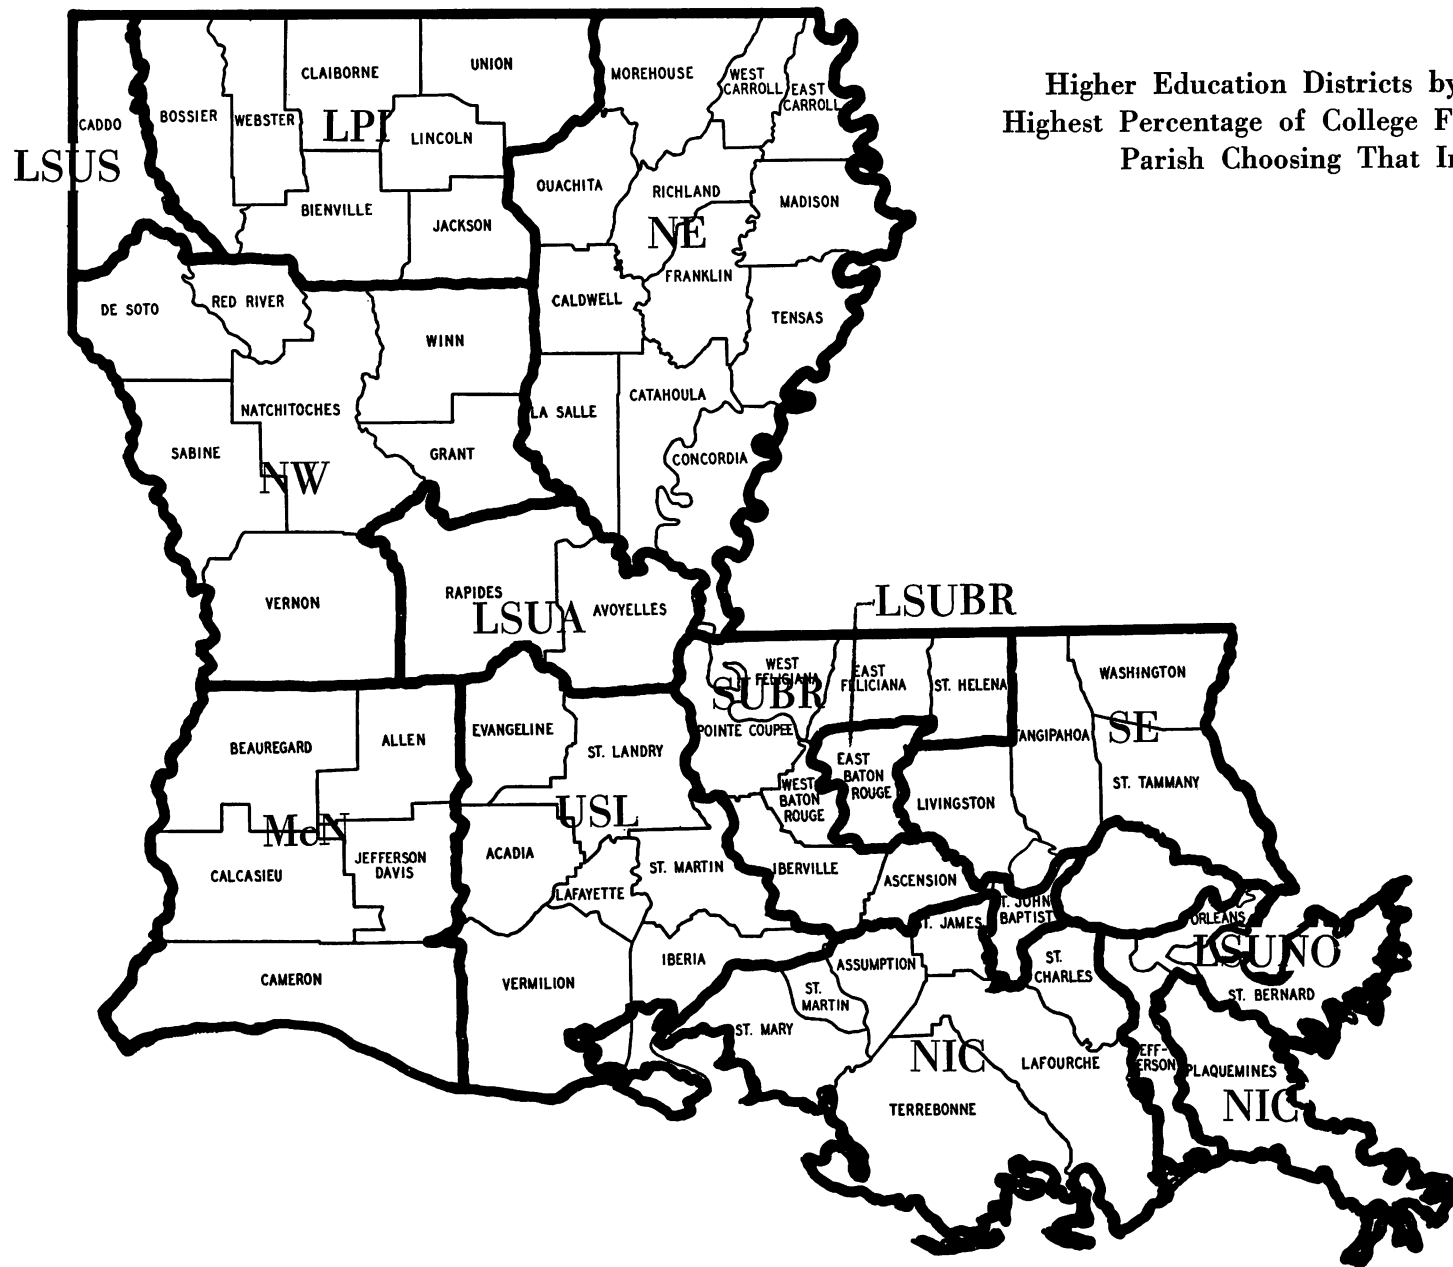 Higher Education Districts by
Highest Percentage of College F
Parish Choosing That I
CLAIBORNE
UNION
MOREHOUSE
WEST
CARROLL
EAST
CARROLL
CADDO
BOSSIER
WEBSTER
LPI
LINCOLN
LSUS
OUACHITA
RICHLAND
MADISON
BIENVILLE
JACKSON
NE
FRANKLIN
DE SOTO
RED RIVER
CALDWELL
TENSAS
WINN
NATCHITOCHES
LA SALLE
CATAHOULA
SABINE
GRANT
CONCORDIA
NW
VERNON
RAPIDES
LSUA
AVOYELLES
LSUBR
WEST
FELICIANA
SUBR
EAST
FELICIANA
ST. HELENA
WASHINGTON
POINTE COUPEE
EVANGELINE
ST. LANDRY
BEAUREGARD
ALLEN
TANGIPAHOA
SE
ST. TAMMANY
EAST
BATON
ROUGE
WEST
BATON
ROUGE
LIVINGSTON
USL
McN
JEFFERSON
DAVIS
CALCASIEU
ACADIA
LAFAYETTE
ST. MARTIN
IBERVILLE
ASCENSION
ST. JAMES
ST. JOHN
BAPTIST
ORLEANS
LSUNO
CAMERON
VERMILION
IBERIA
ASSUMPTION
ST.
CHARLES
ST.
MARTIN
ST. BERNARD
ST. MARY
NIC
LAFOURCHE
JEFF-
ERSON
PLAQUEMINES
NIC
TERREBONNE